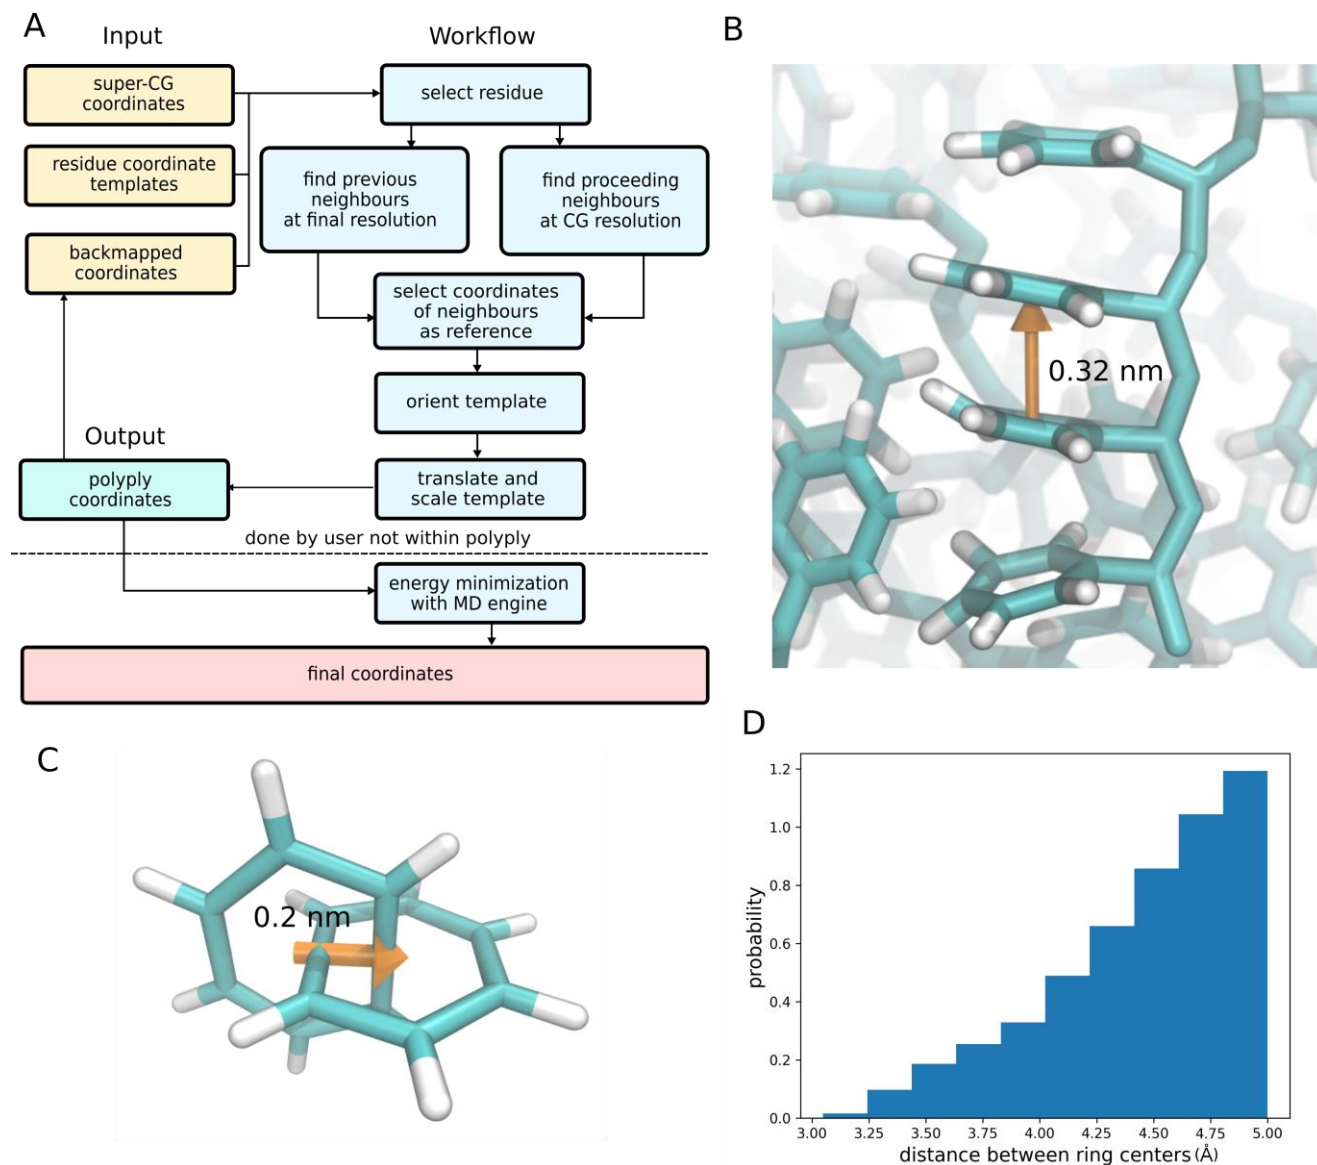 A
Input
Workflow
super-CG
coordinates
select residue
residue coordinate
templates
find previous
neighbours
at final resolution
find proceeding
neighbours
at CG resolution
backmapped
coordinates
select coordinates
of neighbours
as reference
orient template
Output
polyply
coordinates
translate and
scale template
done by user not within polyply
energy minimization
with MD engine
final coordinates
B
0.32 nm
C
0.2 nm
D
1.2
1.0
0.8
0.6
0.4
0.2
0.0
probability
3.00 3.25 3.50 3.75 4.00 4.25 4.50 4.75 5.00
distance between ring centers (Å)